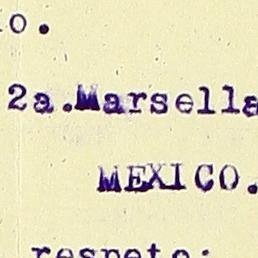 o.
2a.Marsella
MEXICO.
respeto: